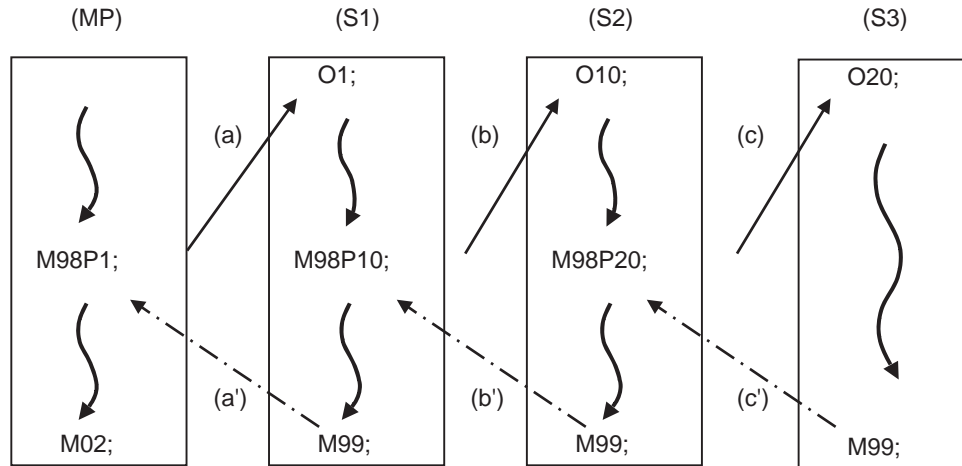 (MP) (S1) (S2) (S3)
O1; O10; O20;
(a) (b) (c)
M98P1; M98P10; M98P20;
(a') (b') (c')
M02; M99; M99; M99;